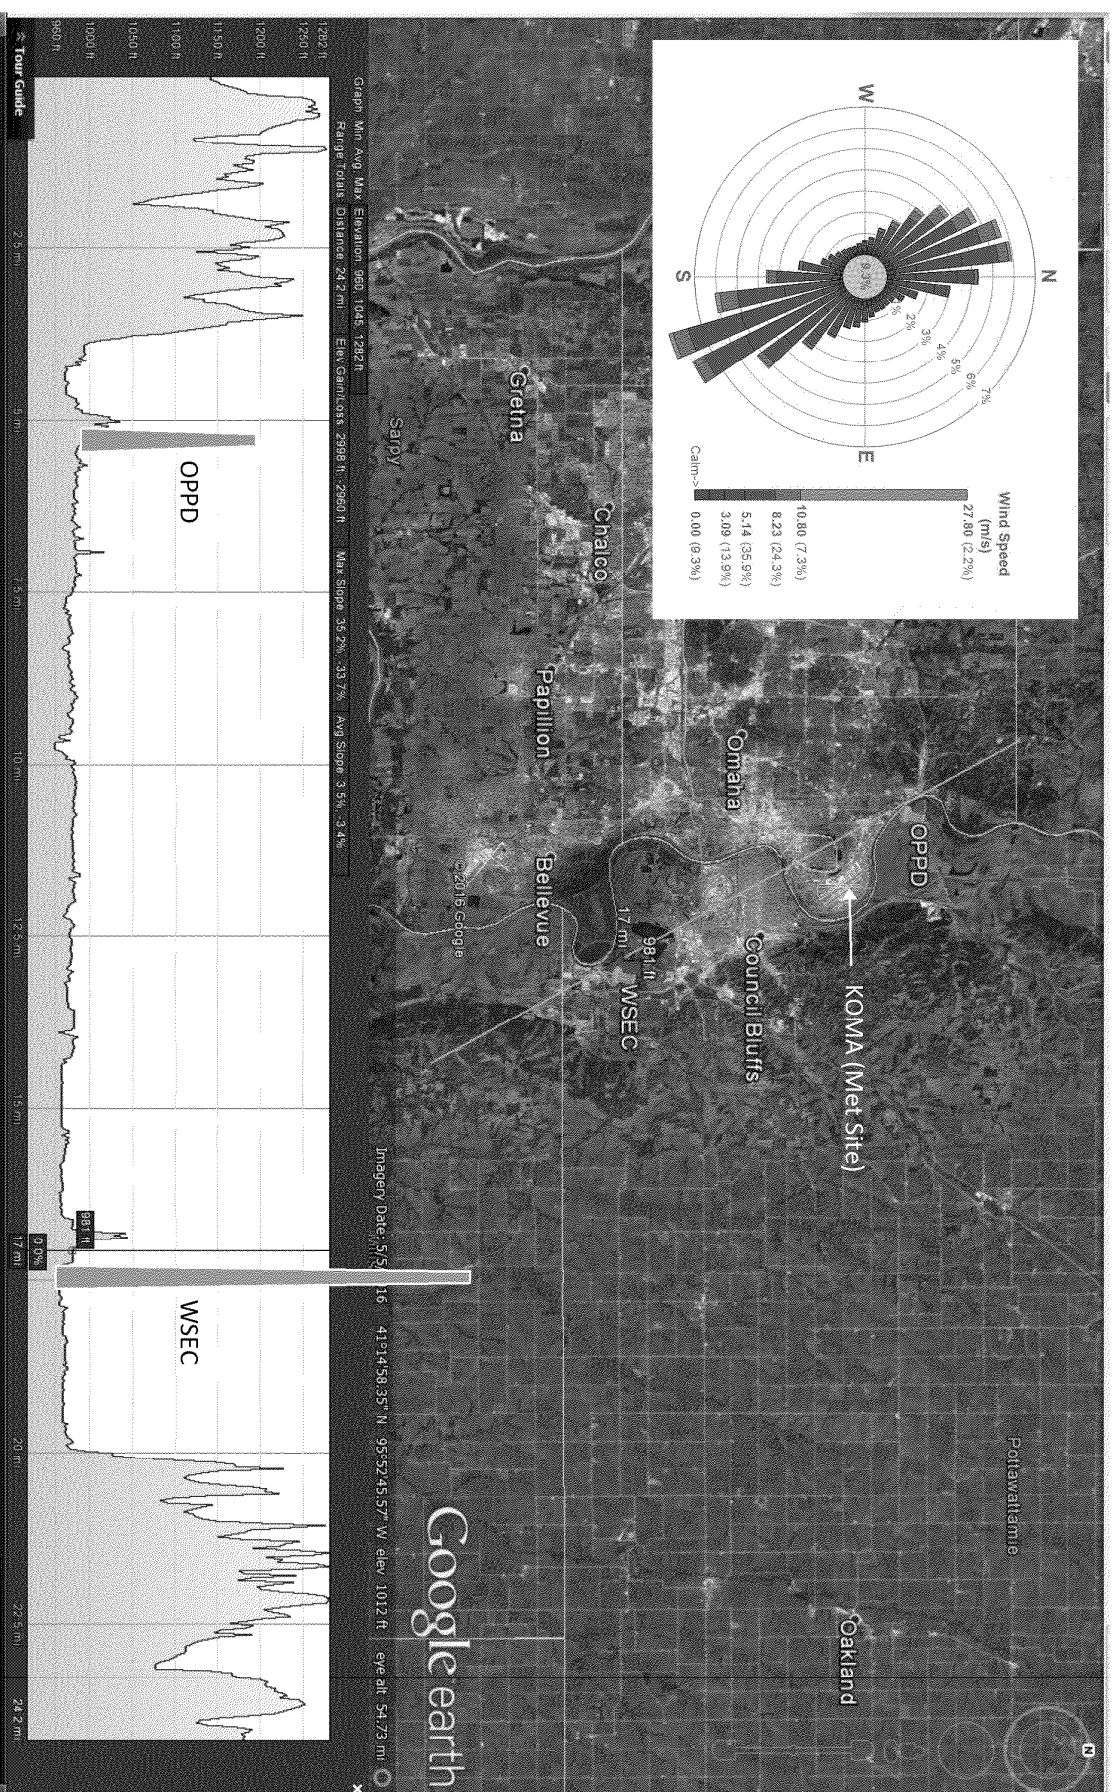 W
N
S
E
9.3%
2%
3%
4%
5%
6%
7%
Wind Speed
(m/s)
27.80 (2.2%)
10.80 (7.3%)
8.23 (24.3%)
5.14 (35.9%)
3.09 (13.9%)
0.00 (9.3%)
Calm->
OPPD
KOMA (Met Site)
Omaha
Council Bluffs
Chalco
Gretna
Papillion
Bellevue
Sarpy
17 mi
981 ft
WSEC
Oakland
Pottawattamie
N
©2016 Google
Google earth
Imagery Date: 5/5/ 16 41°14'58.35" N 95°52'45.57" W elev 1012 ft eye alt 54.73 mi
Graph: Min, Avg, Max Elevation: 960, 1045, 1282 ft
Range Totals: Distance: 24.2 mi Elev Gain/Loss: 2998 ft, -2960 ft Max Slope: 35.2%, -33.7% Avg Slope: 3.5%, -3.4%
1282 ft
1250 ft
1200 ft
1150 ft
1100 ft
1050 ft
1000 ft
960 ft
OPPD
WSEC
981 ft
0.0%
2.5 mi
5 mi
7.5 mi
10 mi
12.5 mi
15 mi
17 mi
20 mi
22.5 mi
24.2 mi
Tour Guide